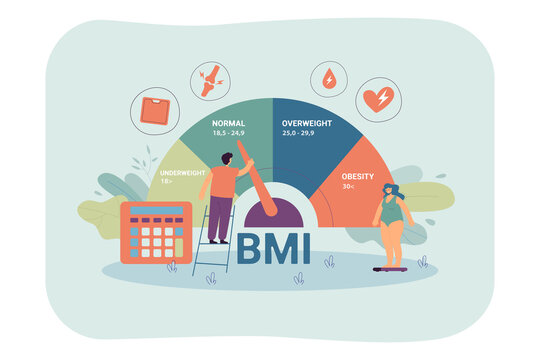 NORMAL
18,5 - 24,9
OVERWEIGHT
25,0 - 29,9
UNDERWEIGHT
18>
OBESITY
30<
BMI